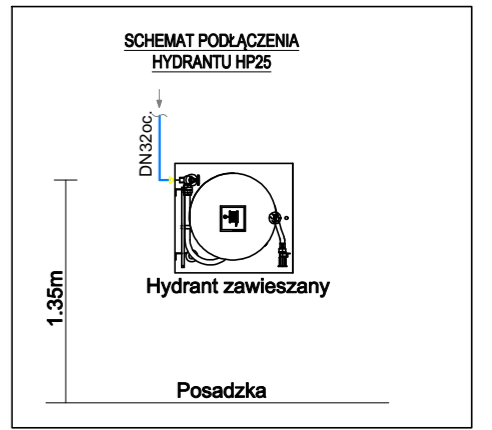 SCHEMAT PODŁĄCZENIA
HYDRANTU HP25
DN32oc.
Hydrant zawieszany
1.35m
Posadzka